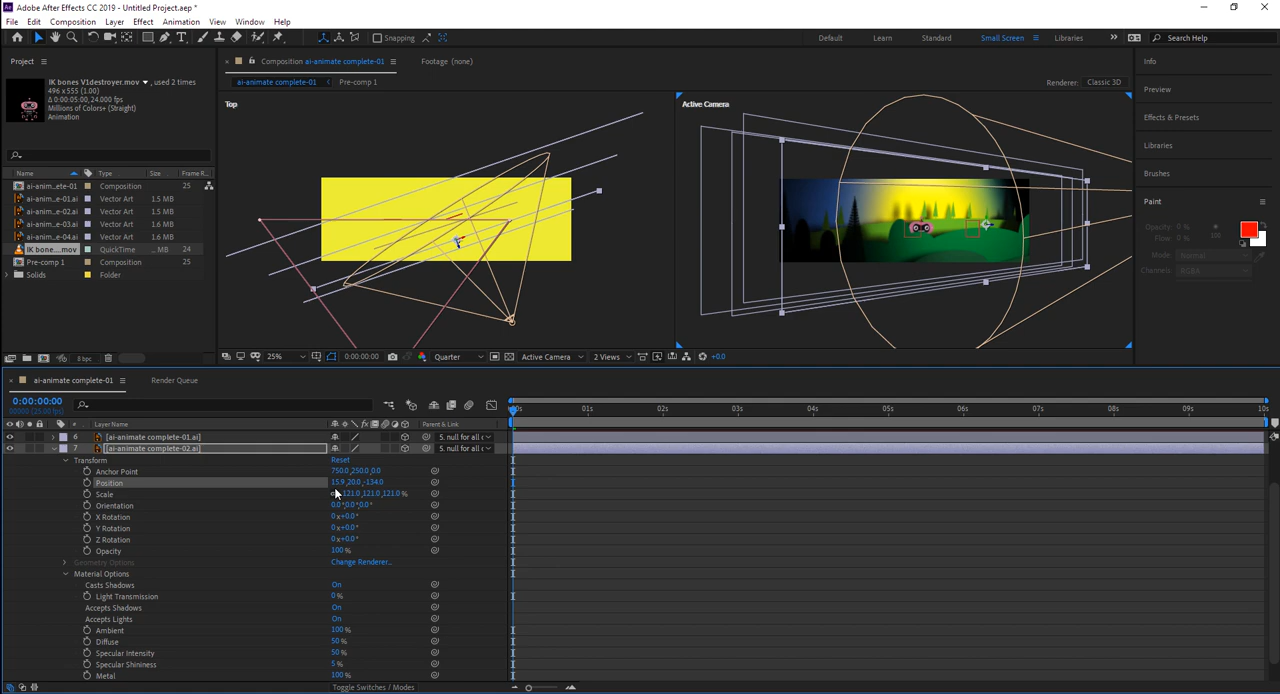 Adobe After Effects CC 2019 - Untitled Project.aep *
File Edit Composition Layer Effect Animation View Window Help
Snapping Default Learn Standard Small Screen Libraries Search Help
Project
IK bones V1destroyer.mov , used 2 times
496 x 555 (1.00)
Δ 0:00:05:00, 24.000 fps
Millions of Colors+ (Straight)
Animation
Name Type Size Frame R...
ai-anim...ete-01 Composition 25
ai-anim...e-01.ai Vector Art 1.5 MB
ai-anim...e-02.ai Vector Art 1.5 MB
ai-anim...e-03.ai Vector Art 1.6 MB
ai-anim...e-04.ai Vector Art 1.6 MB
IK bone....mov QuickTime ... MB 24
Pre-comp 1 Composition 25
Solids Folder
8 bpc
Composition ai-animate complete-01 Footage (none)
ai-animate complete-01 Pre-comp 1 Renderer: Classic 3D
Top
Active Camera
25% 0:00:00:00 Quarter Active Camera 2 Views +0.0
Info
Preview
Effects & Presets
Libraries
Brushes
Paint
Opacity: 0 %
Flow: 0 %
Mode: Normal
Channels: RGBA
ai-animate complete-01 Render Queue
0:00:00:00
00000 (25.00 fps)
:00s 01s 02s 03s 04s 05s 06s 07s 08s 09s 10s
# Layer Name fx Parent & Link
6 [ai-animate complete-01.ai] 5. null for all (
7 [ai-animate complete-02.ai] 5. null for all (
Transform Reset
Anchor Point 750.0,250.0,0.0
Position 15.9,20.0,-134.0
Scale 121.0,121.0,121.0 %
Orientation 0.0°,0.0°,0.0°
X Rotation 0x+0.0°
Y Rotation 0x+0.0°
Z Rotation 0x+0.0°
Opacity 100 %
Geometry Options Change Renderer...
Material Options
Casts Shadows On
Light Transmission 0 %
Accepts Shadows On
Accepts Lights On
Ambient 100 %
Diffuse 50 %
Specular Intensity 50 %
Specular Shininess 5 %
Metal 100 %
Toggle Switches / Modes